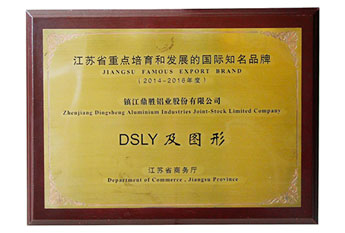 江苏省重点培育和发展的国际知名品牌
JIANGSU FAMOUS EXPORT BRAND
(2014-2016年度)
镇江鼎胜铝业股份有限公司
Zhenjiang Dingsheng Aluminium Industries Joint-Stock Limited Company
DSLY 及图形
江苏省商务厅
Department of Commerce, Jiangsu Province